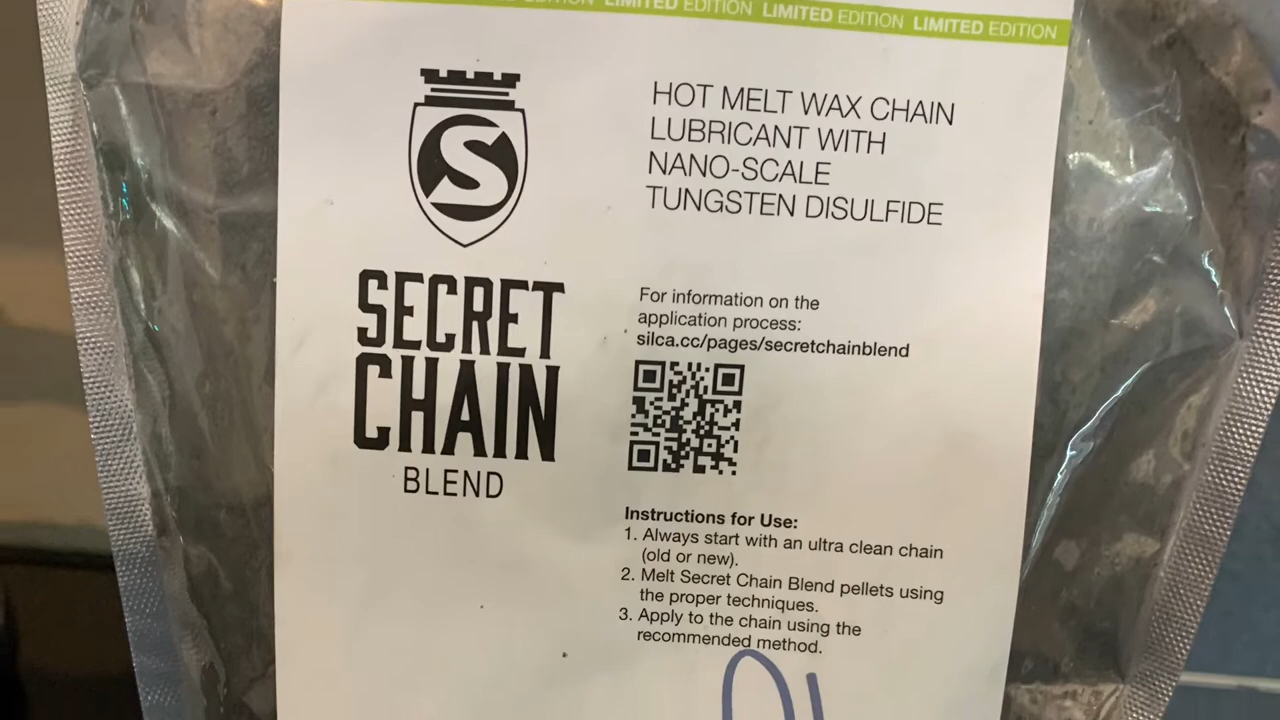 EDITION LIMITED EDITION LIMITED EDITION LIMITED EDITION
S
SECRET
CHAIN
BLEND
HOT MELT WAX CHAIN
LUBRICANT WITH
NANO-SCALE
TUNGSTEN DISULFIDE
For information on the
application process:
silca.cc/pages/secretchainblend
Instructions for Use:
1. Always start with an ultra clean chain
(old or new).
2. Melt Secret Chain Blend pellets using
the proper techniques.
3. Apply to the chain using the
recommended method.